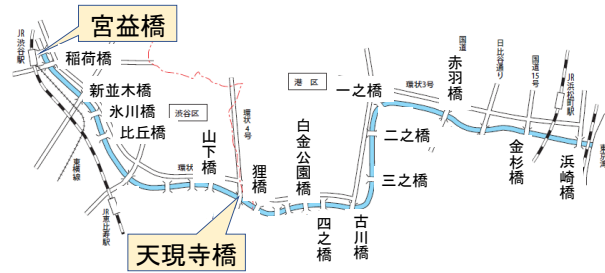 宮益橋
JR渋谷駅
稲荷橋
新並木橋
氷川橋
比丘橋
渋谷区
東横線
JR恵比寿駅
山下橋
環状
環状4号
狸橋
天現寺橋
港区
白金公園橋
四之橋
古川橋
三之橋
二之橋
一之橋
環状3号
赤羽橋
国道
日比谷通り
国道15号
金杉橋
JR浜松町駅
浜崎橋
東京湾